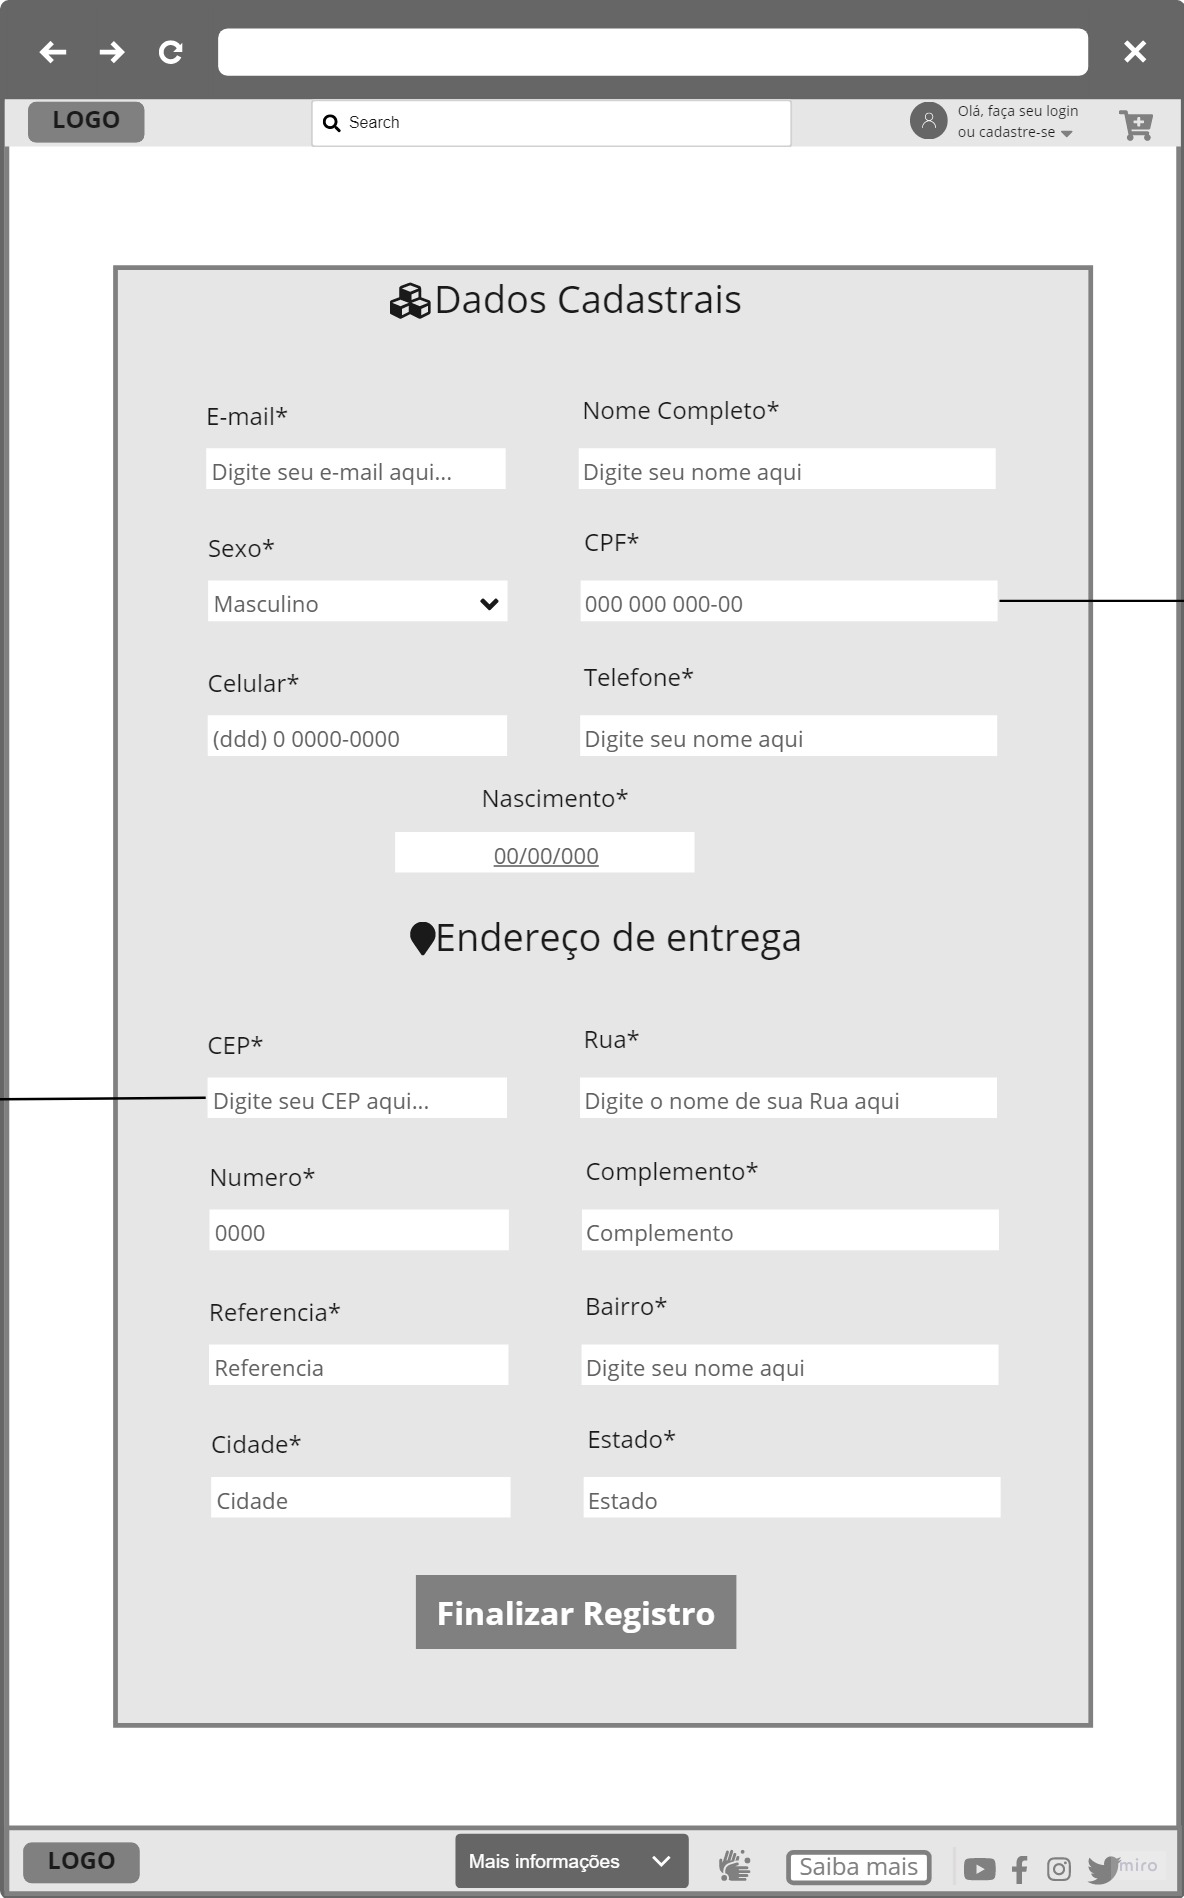 LOGO
Search
Olá, faça seu login
ou cadastre-se
Dados Cadastrais
E-mail*
Nome Completo*
Digite seu e-mail aqui...
Digite seu nome aqui
Sexo*
CPF*
Masculino
000 000 000-00
Celular*
Telefone*
(ddd) 0 0000-0000
Digite seu nome aqui
Nascimento*
00/00/000
Endereço de entrega
CEP*
Rua*
Digite seu CEP aqui...
Digite o nome de sua Rua aqui
Numero*
Complemento*
0000
Complemento
Referencia*
Bairro*
Referencia
Digite seu nome aqui
Cidade*
Estado*
Cidade
Estado
Finalizar Registro
LOGO
Mais informações
Saiba mais
miro